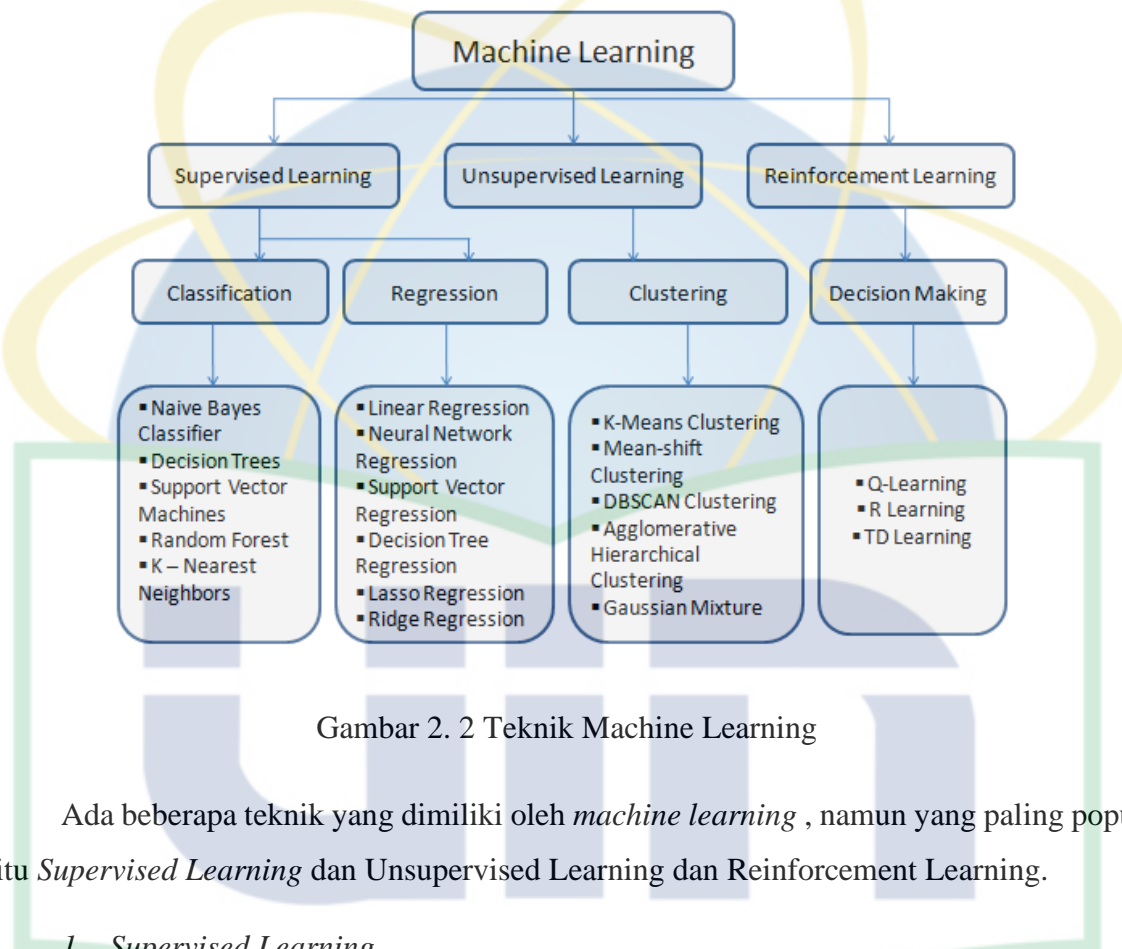 Machine Learning
Supervised Learning
Unsupervised Learning
Reinforcement Learning
Classification
Regression
Clustering
Decision Making
▪ Naive Bayes
Classifier
▪ Decision Trees
▪ Support Vector
Machines
▪ Random Forest
▪ K – Nearest
Neighbors
▪ Linear Regression
▪ Neural Network
Regression
▪ Support Vector
Regression
▪ Decision Tree
Regression
▪ Lasso Regression
▪ Ridge Regression
▪ K-Means Clustering
▪ Mean-shift
Clustering
▪ DBSCAN Clustering
▪ Agglomerative
Hierarchical
Clustering
▪ Gaussian Mixture
▪ Q-Learning
▪ R Learning
▪ TD Learning
uin
Gambar 2. 2 Teknik Machine Learning
Ada beberapa teknik yang dimiliki oleh machine learning , namun yang paling
Supervised Learning dan Unsupervised Learning dan Reinforcement Learning.
1. Supervised Learning